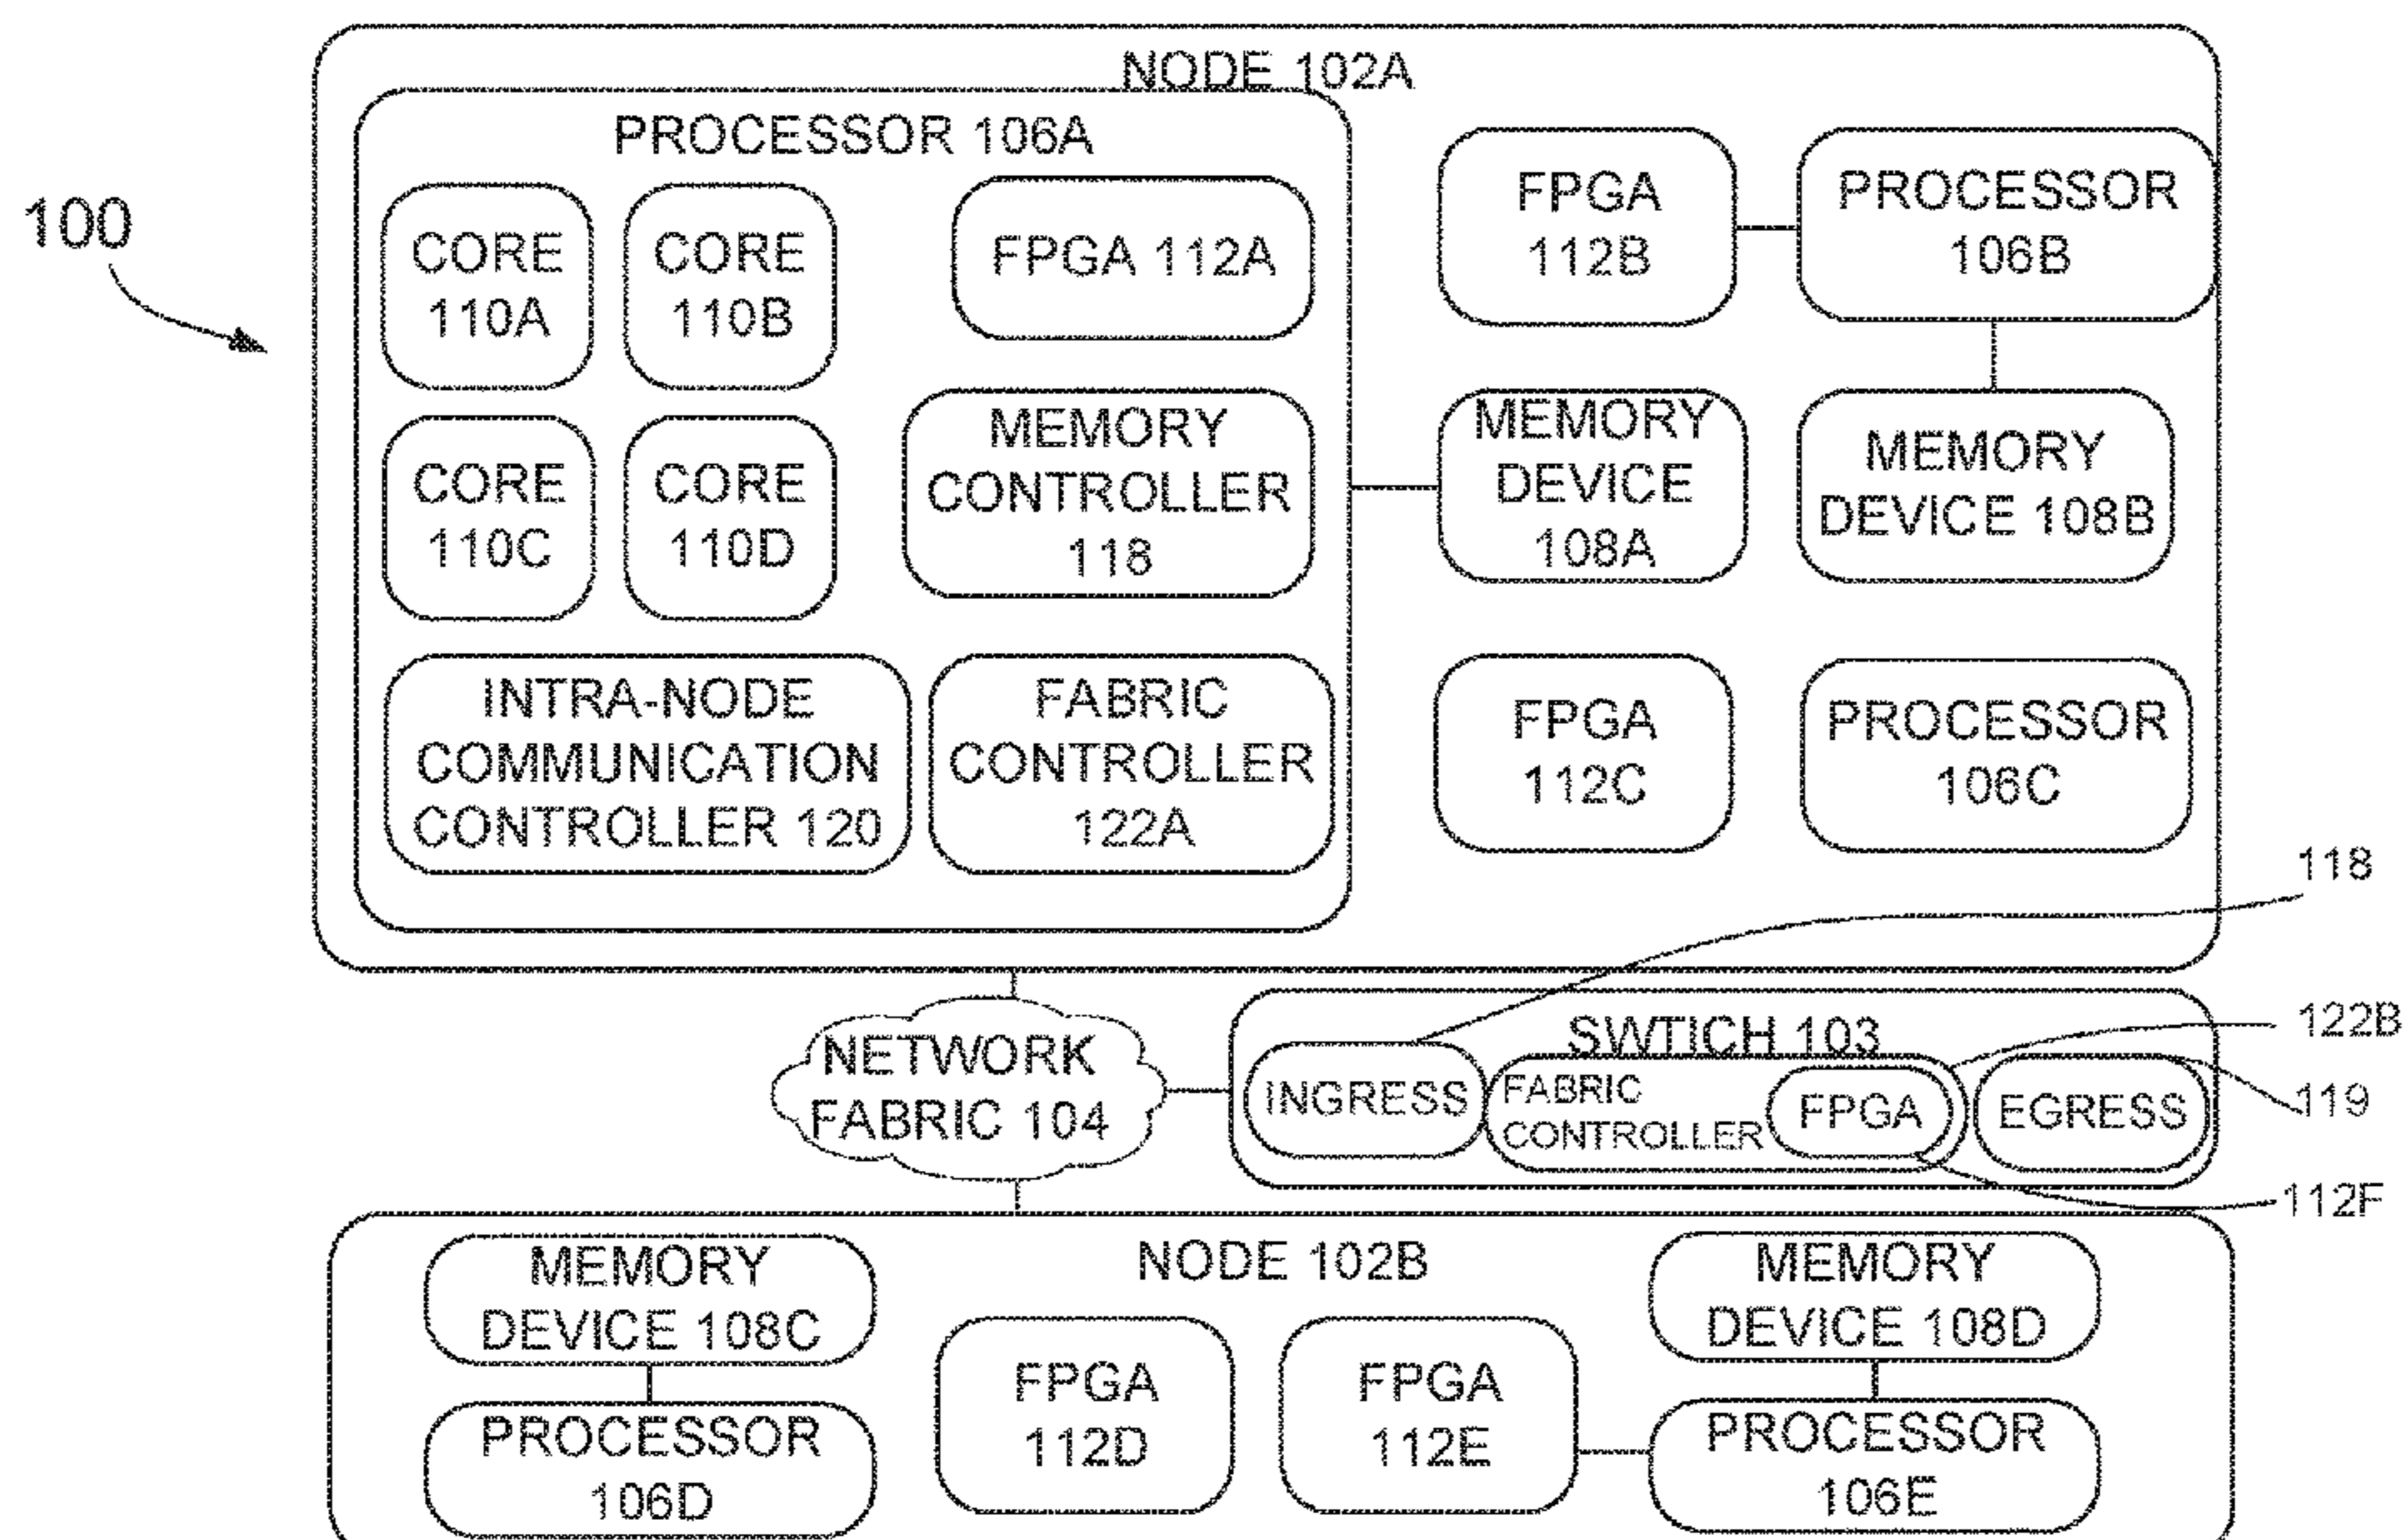 NODE 102A
PROCESSOR 106A
100
CORE
110A
CORE
110B
FPGA 112A
FPGA
112B
PROCESSOR
106B
CORE
110C
CORE
110D
MEMORY
CONTROLLER
118
MEMORY
DEVICE
108A
MEMORY
DEVICE 108B
INTRA-NODE
COMMUNICATION
CONTROLLER 120
FABRIC
CONTROLLER
122A
FPGA
112C
PROCESSOR
106C
118
NETWORK
FABRIC 104
SWTICH 103
INGRESS
FABRIC
CONTROLLER
FPGA
EGRESS
122B
119
112F
NODE 102B
MEMORY
DEVICE 108C
PROCESSOR
106D
FPGA
112D
FPGA
112E
MEMORY
DEVICE 108D
PROCESSOR
106E